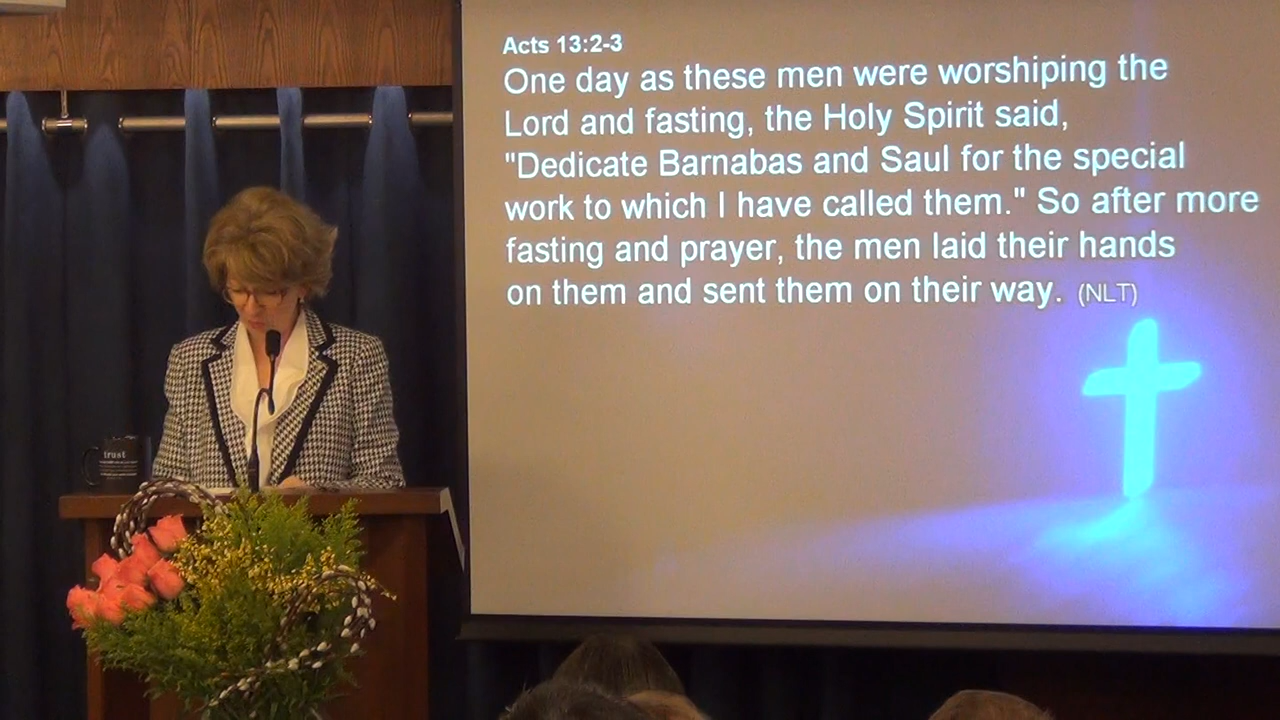 Acts 13:2-3
One day as these men were worshiping the
Lord and fasting, the Holy Spirit said,
"Dedicate Barnabas and Saul for the special
work to which I have called them." So after more
fasting and prayer, the men laid their hands
on them and sent them on their way. (NLT)
trust